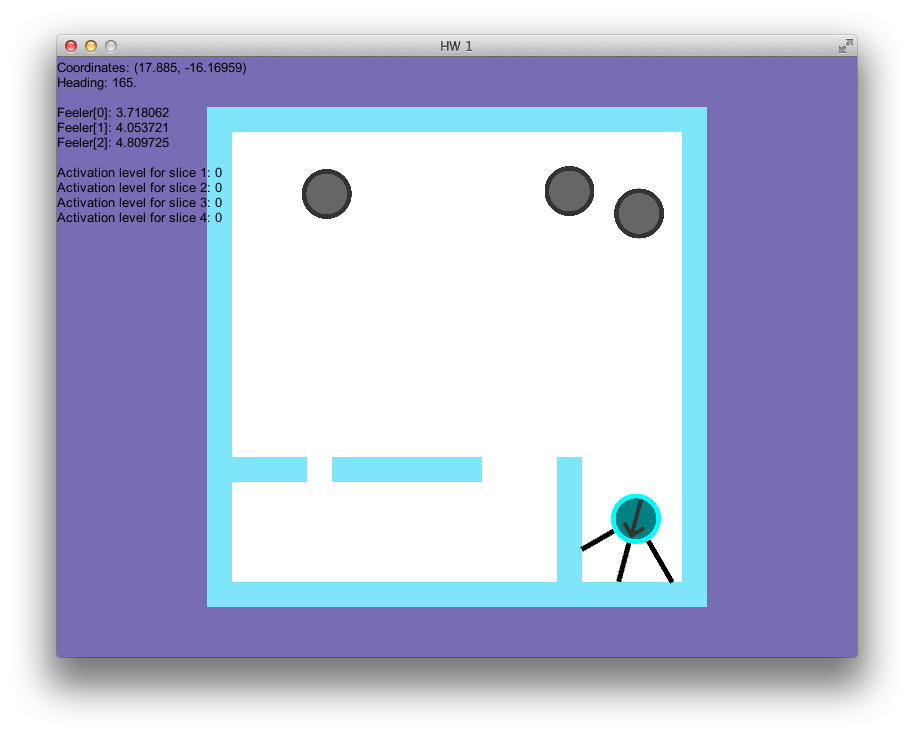 HW 1
Coordinates: (17.885, -16.16959)
Heading: 165.
Feeler[0]: 3.718062
Feeler[1]: 4.053721
Feeler[2]: 4.809725
Activation level for slice 1: 0
Activation level for slice 2: 0
Activation level for slice 3: 0
Activation level for slice 4: 0